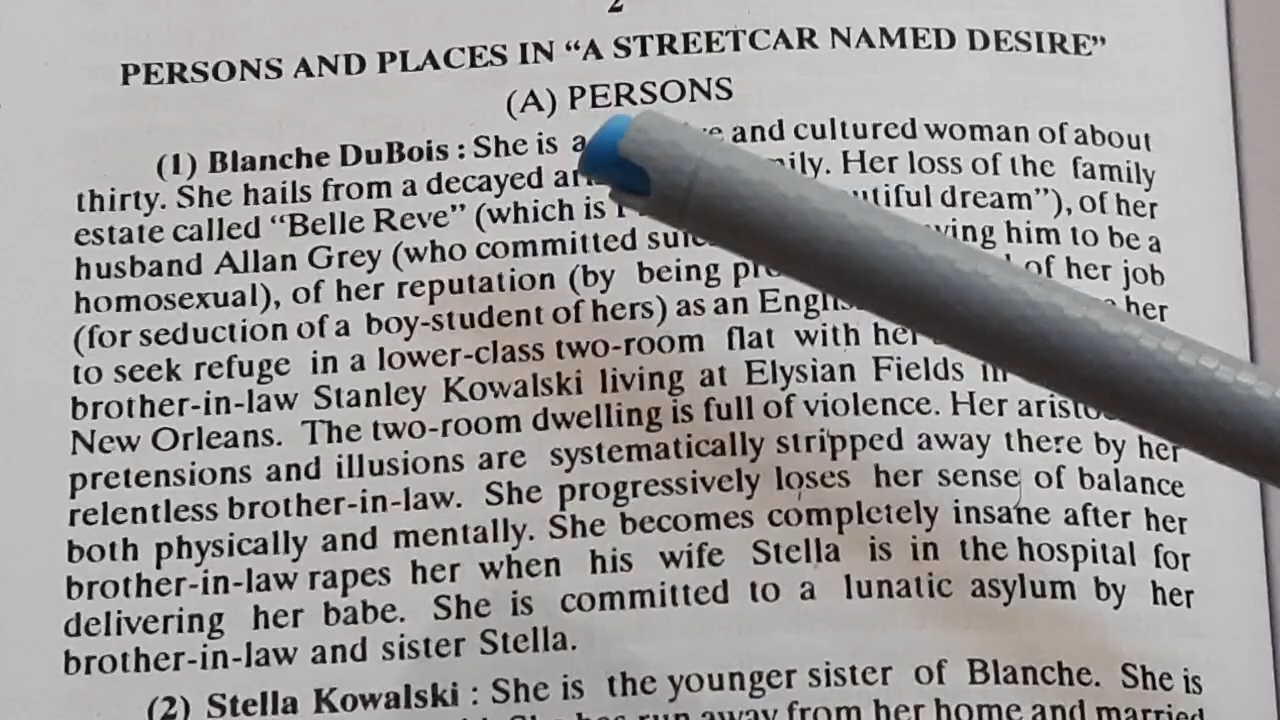 2
PERSONS AND PLACES IN “A STREETCAR NAMED DESIRE”
(A) PERSONS
(1) Blanche DuBois : She is a and cultured woman of about
thirty. She hails from a decayed Her loss of the family
estate called “Belle Reve” (which is dream”), of her
husband Allan Grey (who committed him to be a
homosexual), of her reputation (by being of her job
(for seduction of a boy-student of hers) as an her
to seek refuge in a lower-class two-room flat with
brother-in-law Stanley Kowalski living at Elysian Fields
New Orleans. The two-room dwelling is full of violence. Her
pretensions and illusions are systematically stripped away there by her
relentless brother-in-law. She progressively loses her sense of balance
both physically and mentally. She becomes completely insane after her
brother-in-law rapes her when his wife Stella is in the hospital for
delivering her babe. She is committed to a lunatic asylum by her
brother-in-law and sister Stella.
(2) Stella Kowalski : She is the younger sister of Blanche. She is
run away from her home and married